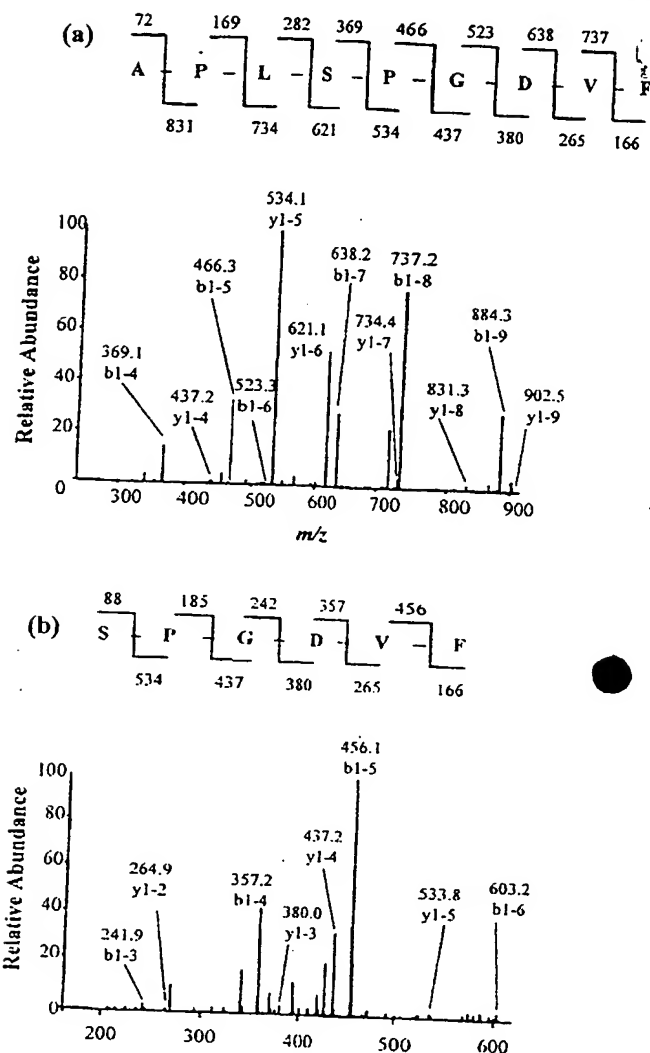 (a)
72 169 282 369 466 523 638 737
A – P – L – S – P – G – D – V – F
831 734 621 534 437 380 265 166
Relative Abundance
100
80
60
40
20
0
534.1
y1-5
466.3
b1-5
638.2
b1-7
737.2
b1-8
369.1
b1-4
437.2
y1-4
523.3
b1-6
621.1
y1-6
734.4
y1-7
884.3
b1-9
831.3
y1-8
902.5
y1-9
300 400 500 600 700 800 900
m/z
(b)
88 185 242 357 456
S – P – G – D – V – F
534 437 380 265 166
Relative Abundance
100
80
60
40
20
0
456.1
b1-5
437.2
y1-4
264.9
y1-2
357.2
b1-4
380.0
y1-3
241.9
b1-3
533.8
y1-5
603.2
b1-6
200 300 400 500 600